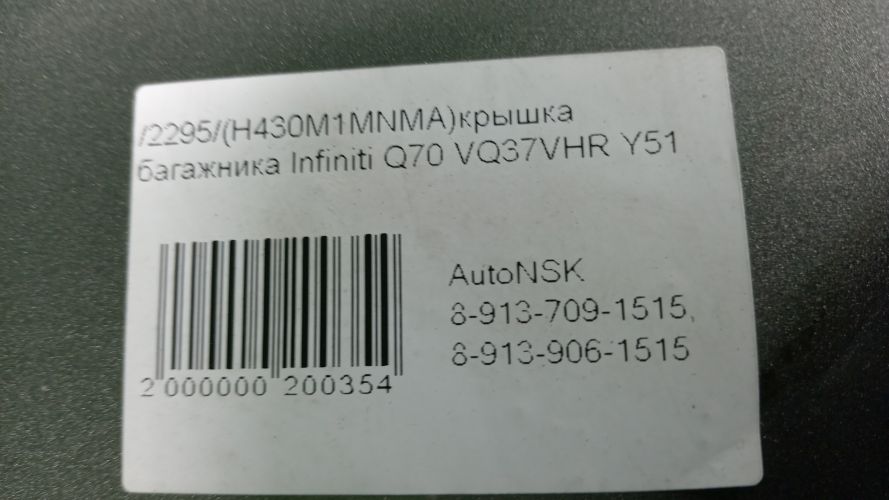 /2295/(H430M1MNMA)крышка
багажника Infiniti Q70 VQ37VHR Y51
AutoNSK
8-913-709-1515,
8-913-906-1515
2 000000 200354